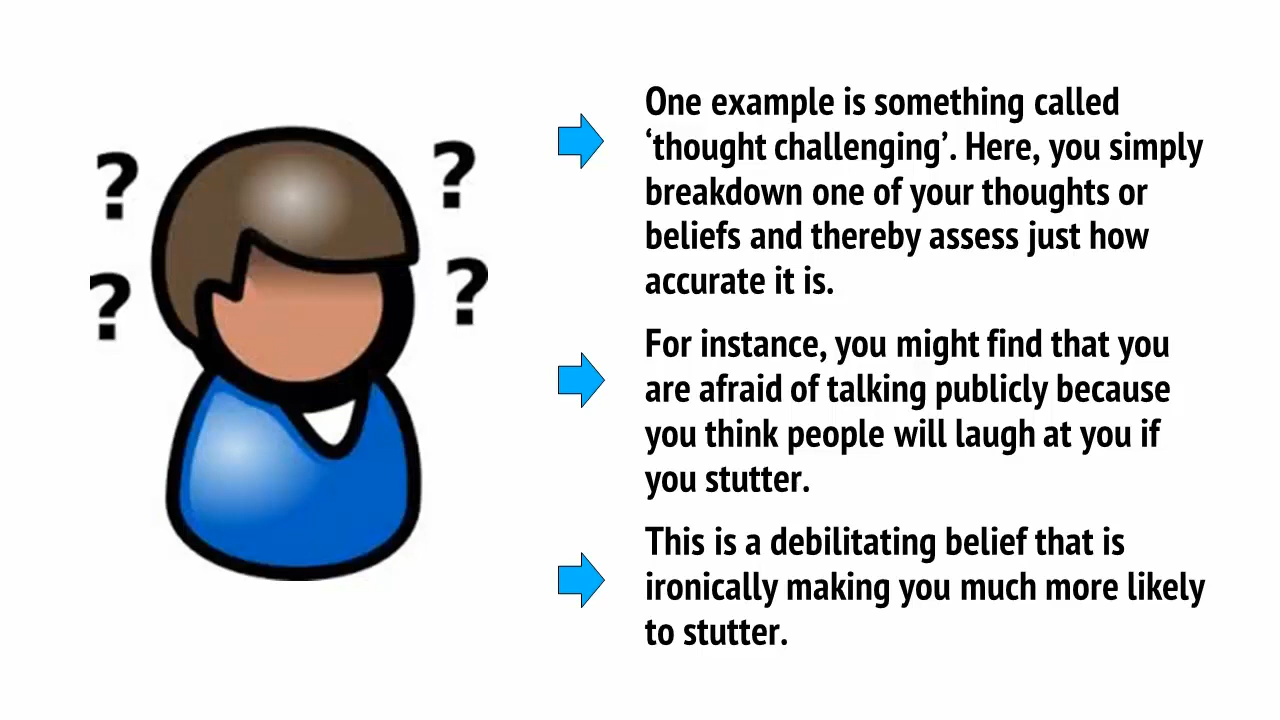 ?
?
?
?
One example is something called
‘thought challenging’. Here, you simply
breakdown one of your thoughts or
beliefs and thereby assess just how
accurate it is.
For instance, you might find that you
are afraid of talking publicly because
you think people will laugh at you if
you stutter.
This is a debilitating belief that is
ironically making you much more likely
to stutter.